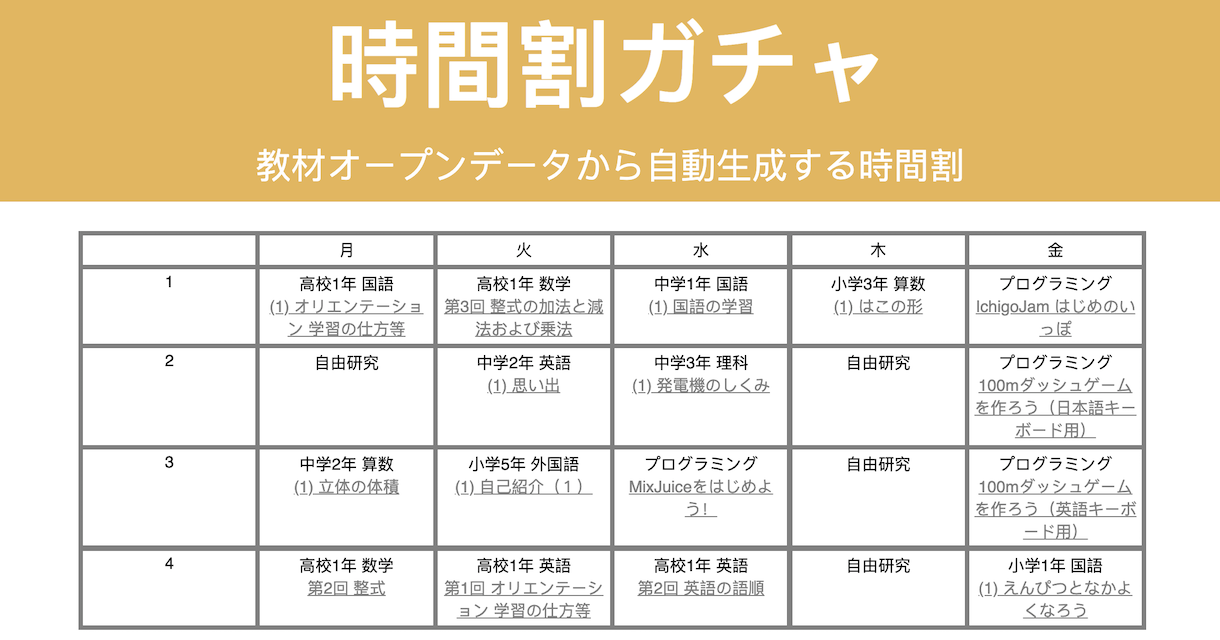 時間割ガチャ
教材オープンデータから自動生成する時間割
月 火 水 木 金
1
高校1年 国語
(1) オリエンテーショ
ン 学習の仕方等
高校1年 数学
第3回 整式の加法と減
法および乗法
中学1年 国語
(1) 国語の学習
小学3年 算数
(1) はこの形
プログラミング
IchigoJam はじめのい
っぽ
2
自由研究
中学2年 英語
(1) 思い出
中学3年 理科
(1) 発電機のしくみ
自由研究
プログラミング
100mダッシュゲーム
を作ろう（日本語キー
ボード用）
3
中学2年 算数
(1) 立体の体積
小学5年 外国語
(1) 自己紹介（１）
プログラミング
MixJuiceをはじめよ
う！
自由研究
プログラミング
100mダッシュゲーム
を作ろう（英語キーボ
ード用）
4
高校1年 数学
第2回 整式
高校1年 英語
第1回 オリエンテーシ
ョン 学習の仕方等
高校1年 英語
第2回 英語の語順
自由研究
小学1年 国語
(1) えんぴつとなかよ
くなろう